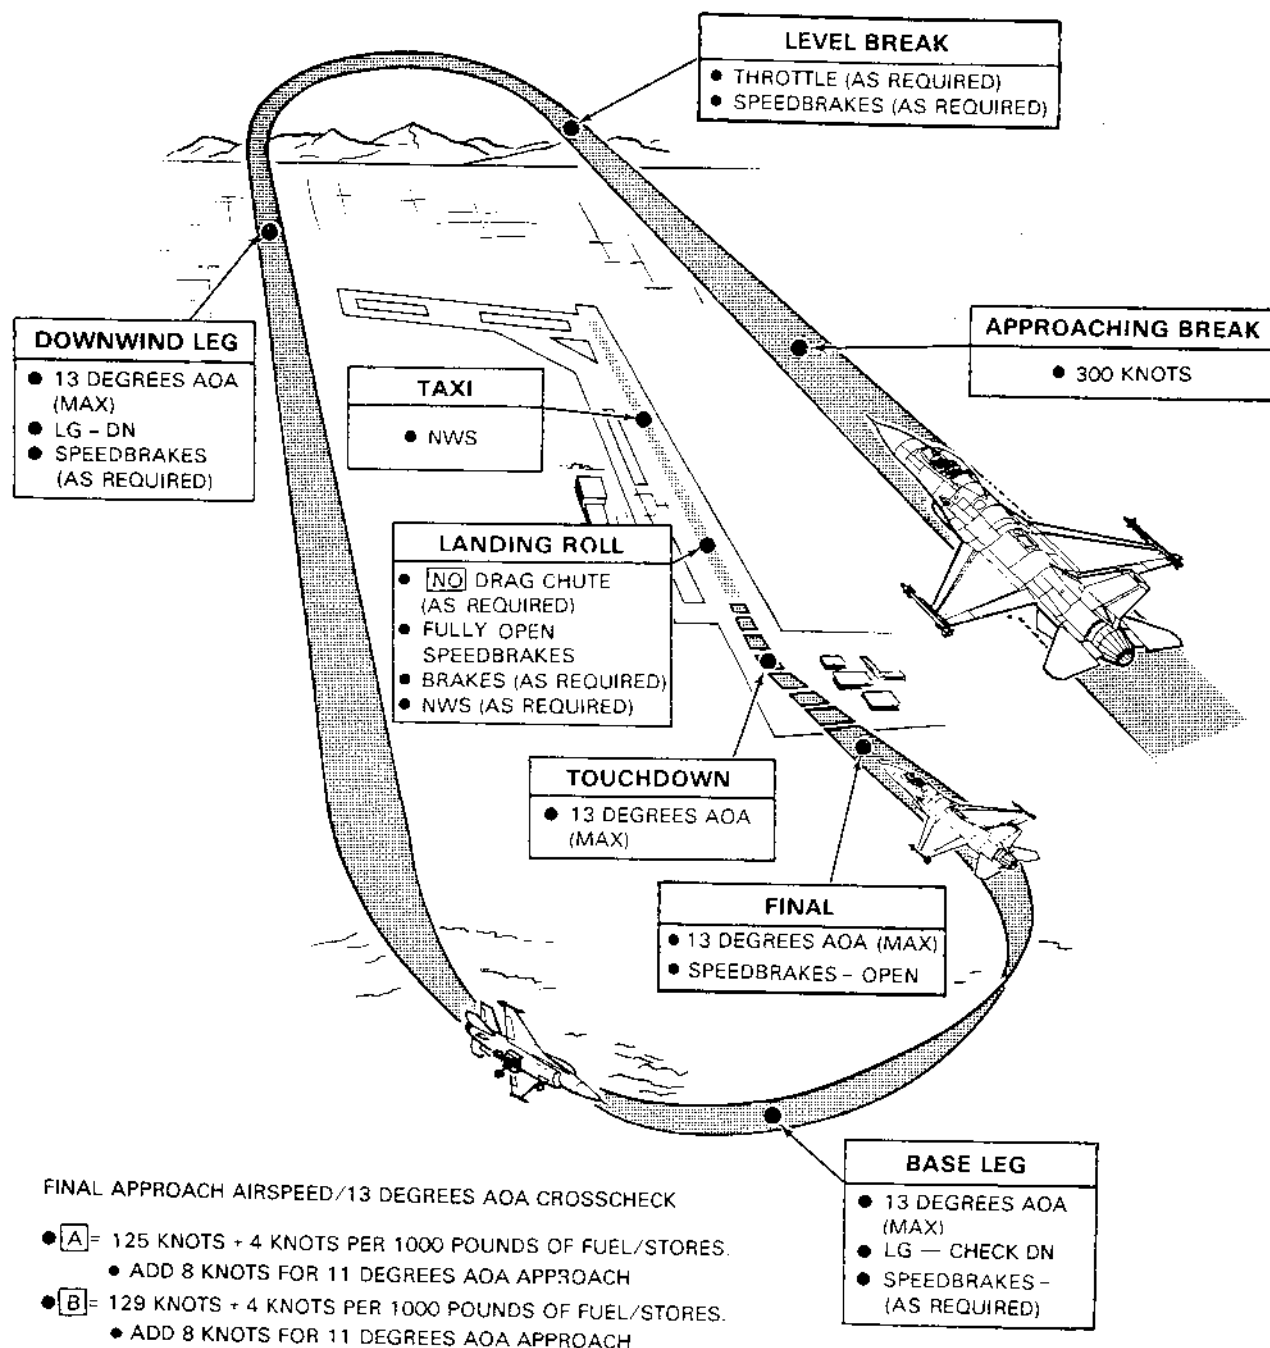 LEVEL BREAK
● THROTTLE (AS REQUIRED)
● SPEEDBRAKES (AS REQUIRED)
APPROACHING BREAK
● 300 KNOTS
DOWNWIND LEG
● 13 DEGREES AOA
(MAX)
● LG - DN
● SPEEDBRAKES
(AS REQUIRED)
TAXI
● NWS
LANDING ROLL
● NO DRAG CHUTE
(AS REQUIRED)
● FULLY OPEN
SPEEDBRAKES
● BRAKES (AS REQUIRED)
● NWS (AS REQUIRED)
TOUCHDOWN
● 13 DEGREES AOA
(MAX)
FINAL
● 13 DEGREES AOA (MAX)
● SPEEDBRAKES - OPEN
BASE LEG
● 13 DEGREES AOA
(MAX)
● LG — CHECK DN
● SPEEDBRAKES -
(AS REQUIRED)
FINAL APPROACH AIRSPEED/13 DEGREES AOA CROSSCHECK
● A = 125 KNOTS + 4 KNOTS PER 1000 POUNDS OF FUEL/STORES.
● ADD 8 KNOTS FOR 11 DEGREES AOA APPROACH
● B = 129 KNOTS + 4 KNOTS PER 1000 POUNDS OF FUEL/STORES.
● ADD 8 KNOTS FOR 11 DEGREES AOA APPROACH